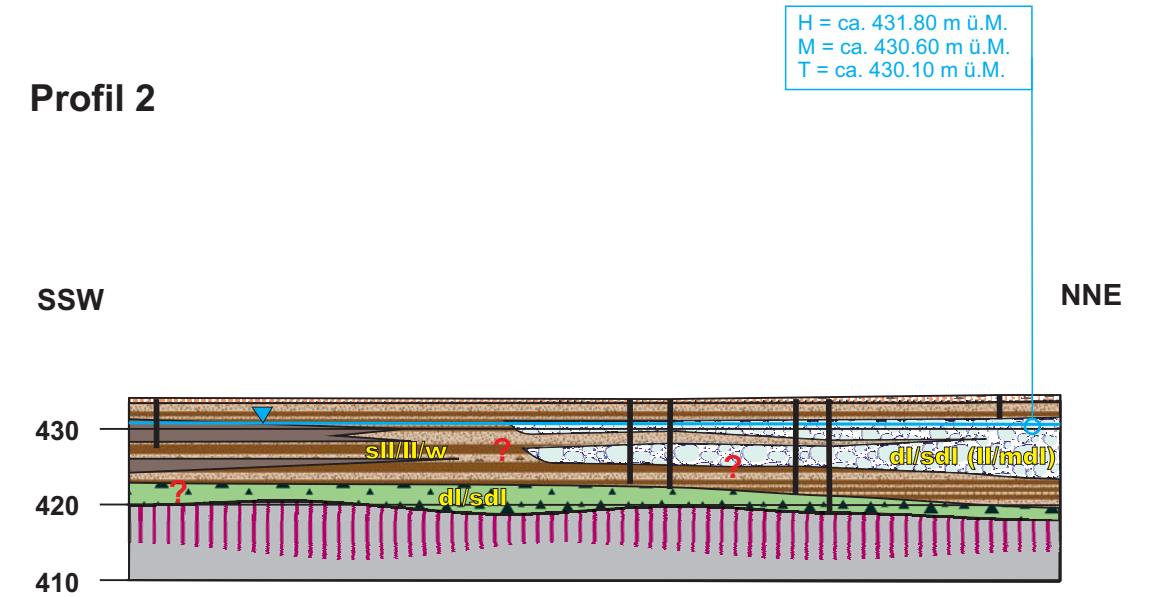 H = ca. 431.80 m ü.M.
M = ca. 430.60 m ü.M.
T = ca. 430.10 m ü.M.
Profil 2
SSW
NNE
430
420
410
sll/ll/w
?
?
dl/sdl (ll/mdl)
?
dl/sdl